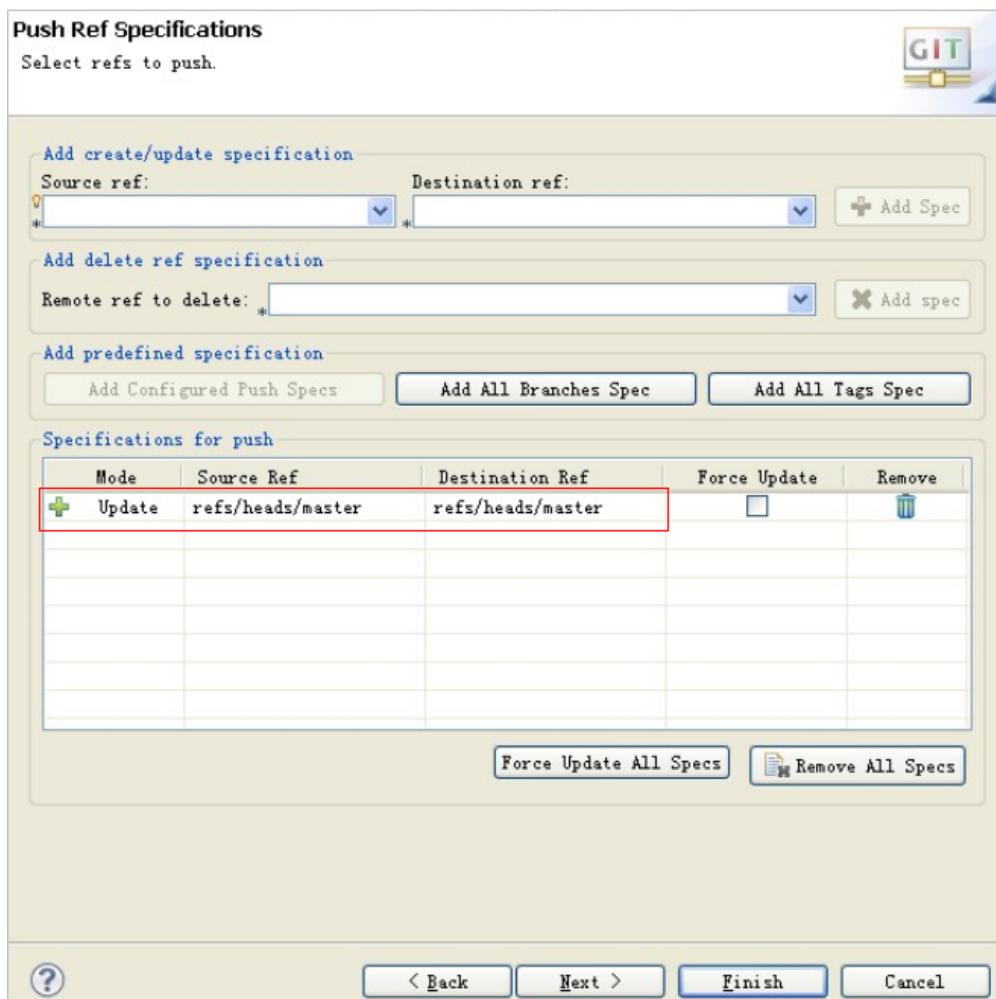 Push Ref Specifications
Select refs to push.
GIT
Add create/update specification
Source ref: Destination ref:
* * Add Spec
Add delete ref specification
Remote ref to delete: * Add spec
Add predefined specification
Add Configured Push Specs Add All Branches Spec Add All Tags Spec
Specifications for push
Mode Source Ref Destination Ref Force Update Remove
Update refs/heads/master refs/heads/master
Force Update All Specs Remove All Specs
? < Back Next > Finish Cancel